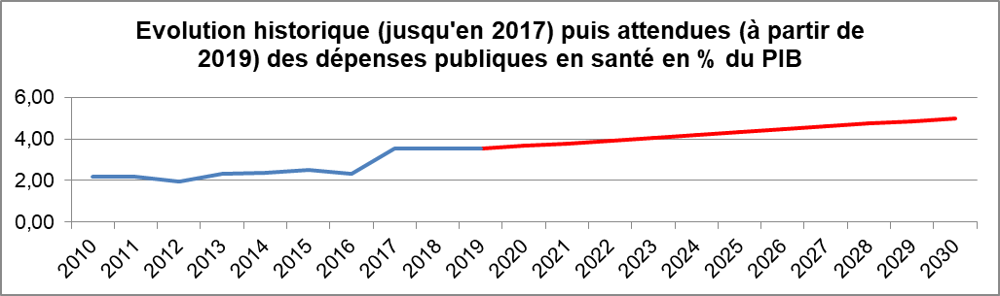 Evolution historique (jusqu'en 2017) puis attendues (à partir de
2019) des dépenses publiques en santé en % du PIB
6,00
4,00
2,00
0,00
2010 2011 2012 2013 2014 2015 2016 2017 2018 2019 2020 2021 2022 2023 2024 2025 2026 2027 2028 2029 2030